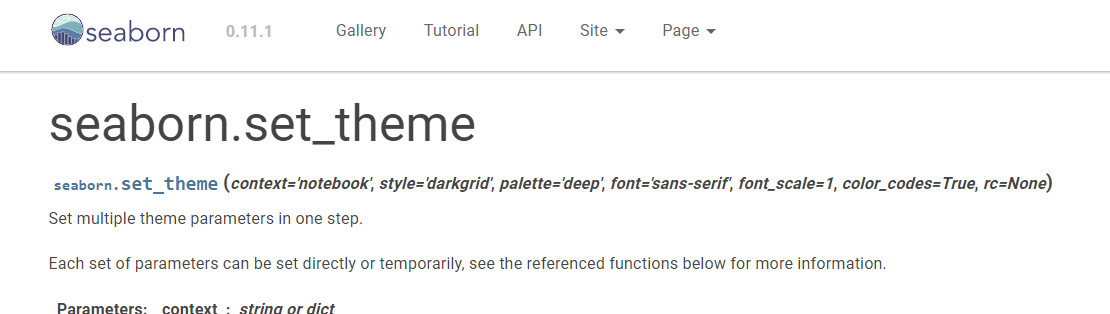 seaborn 0.11.1 Gallery Tutorial API Site Page
seaborn.set_theme
seaborn.set_theme(context='notebook', style='darkgrid', palette='deep', font='sans-serif', font_scale=1, color_codes=True, rc=None)
Set multiple theme parameters in one step.
Each set of parameters can be set directly or temporarily, see the referenced functions below for more information.
Parameters: context : string or dict